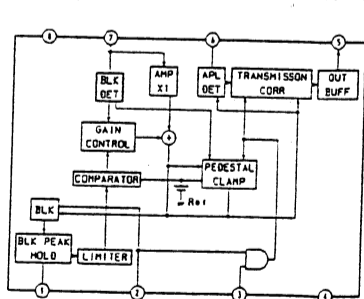 8
7
6
5
BLK
DET
AMP
X1
APL
DET
TRANSMISSON
CORR
OUT
BUFF
GAIN
CONTROL
+
COMPARATOR
PEDESTAL
CLAMP
Ref
BLK
BLK PEAK
HOLD
LIMITER
1
2
3
4